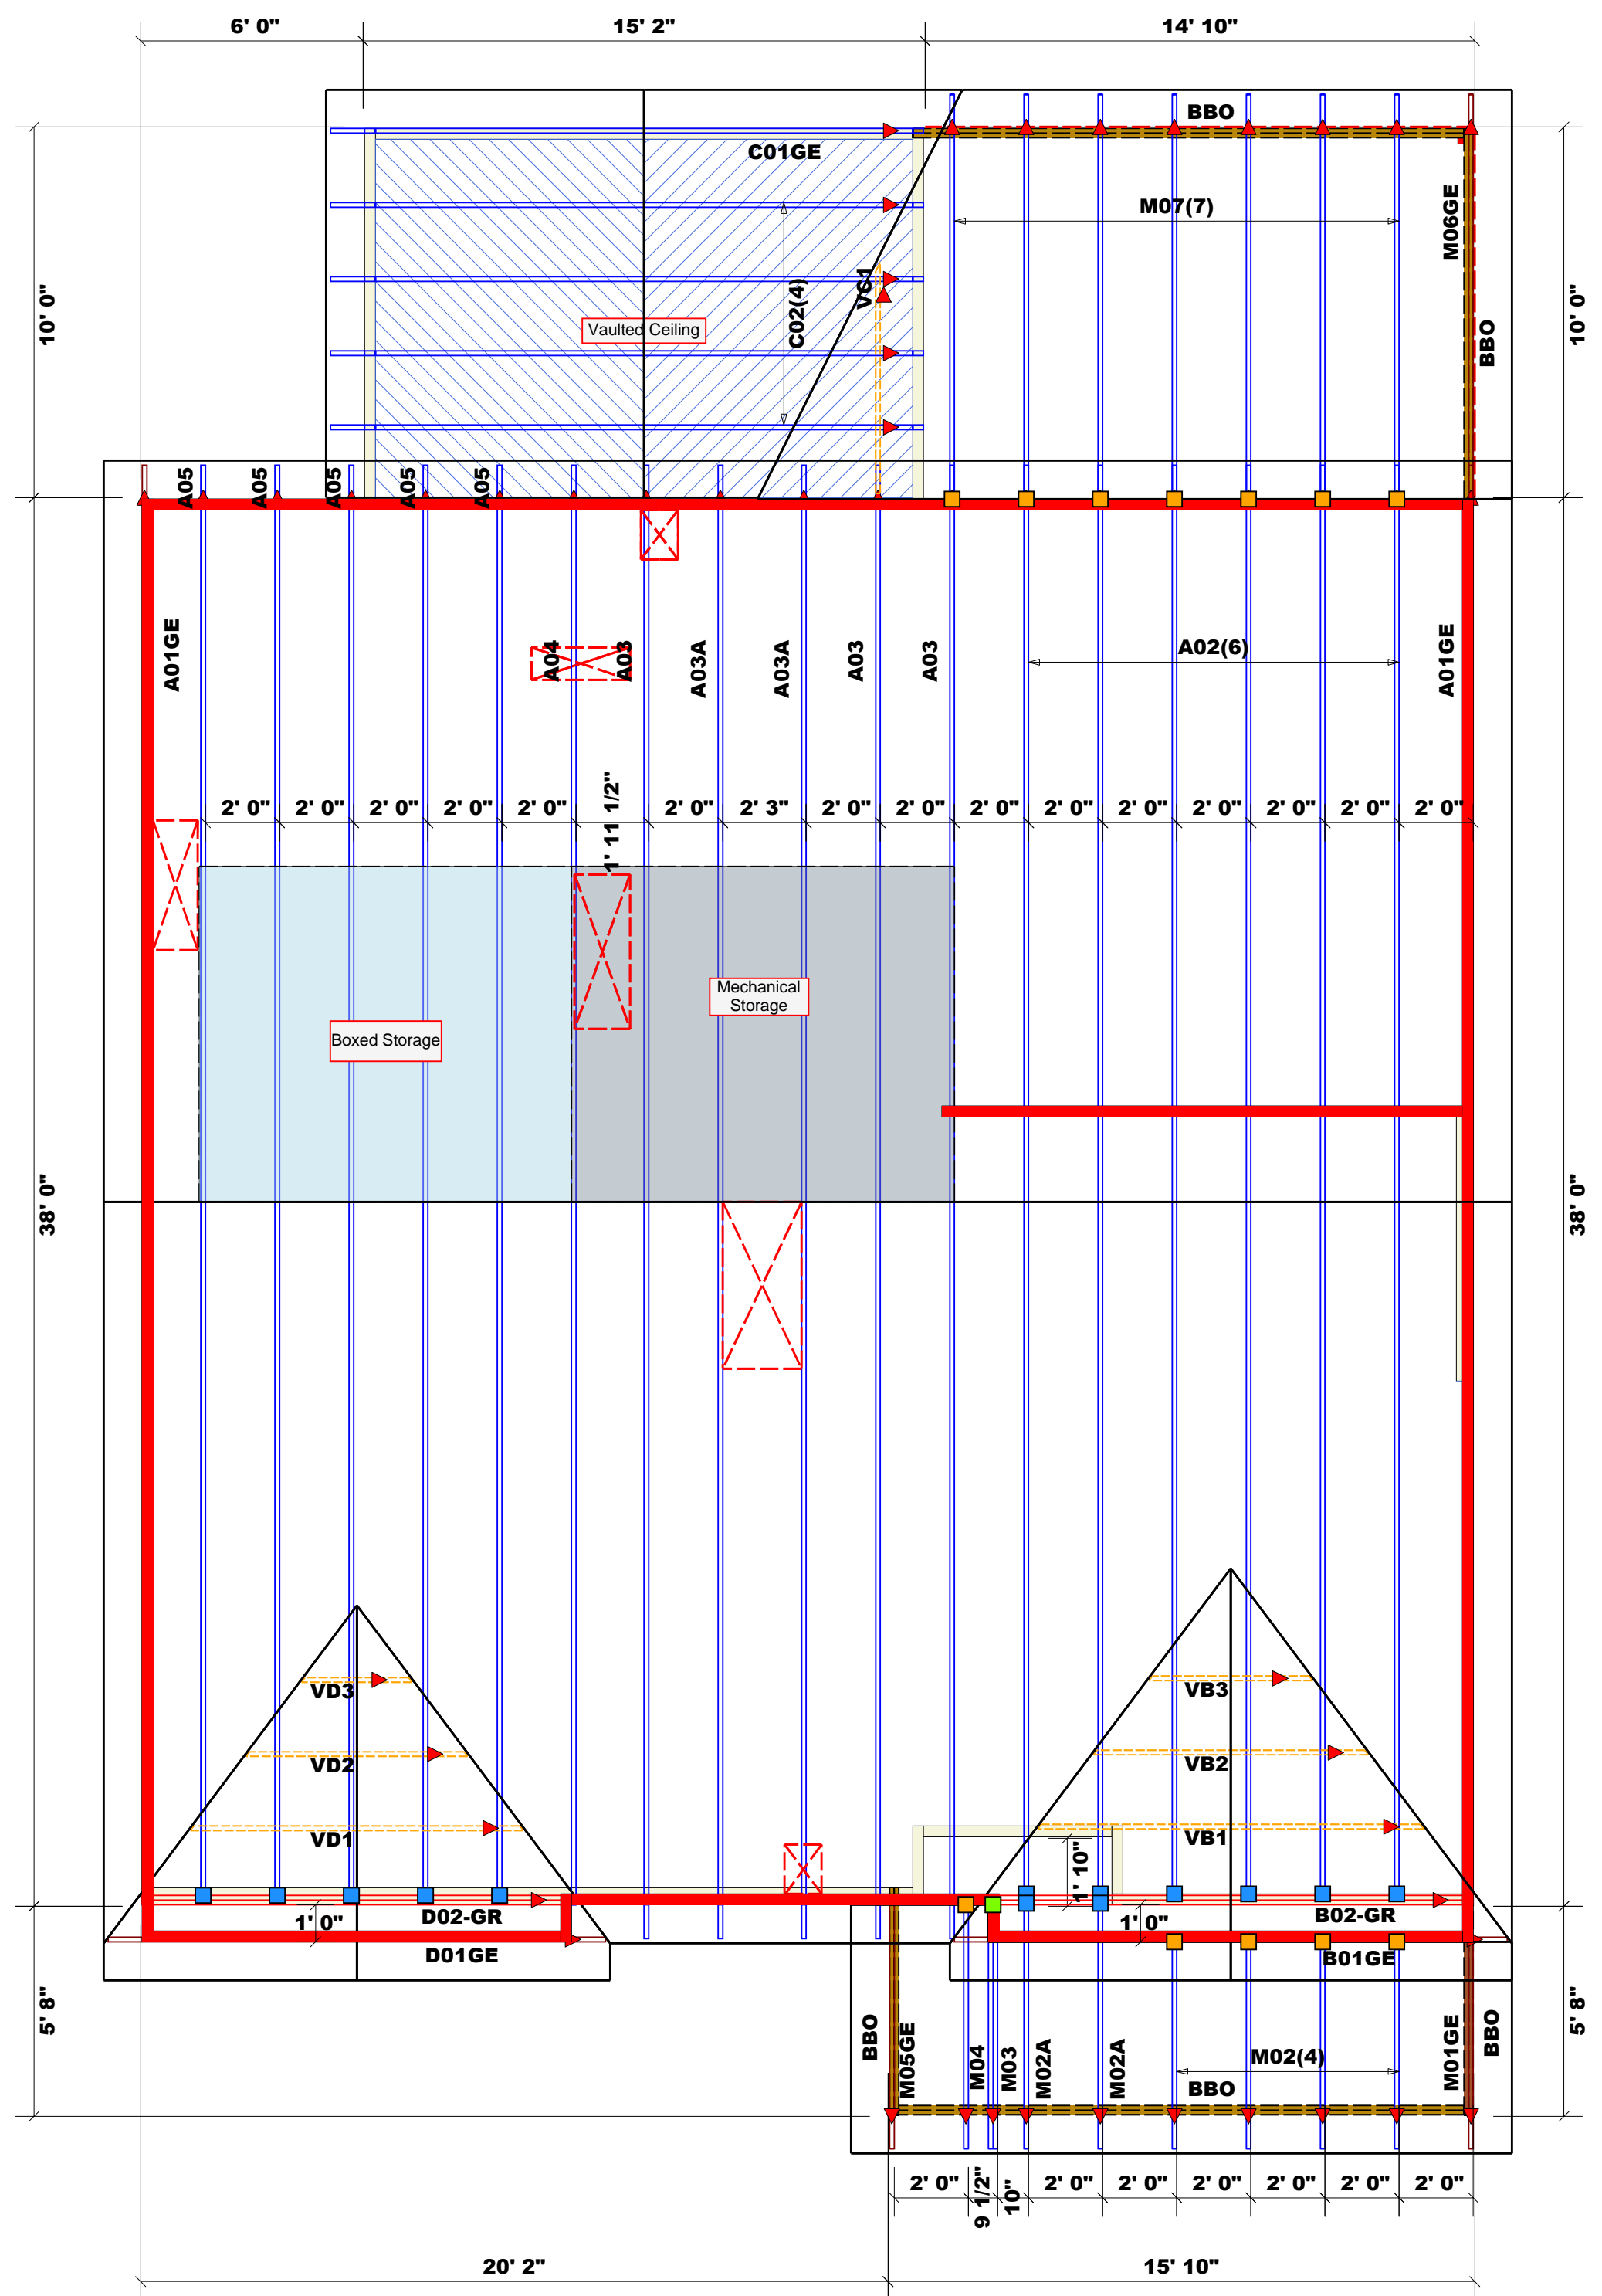 6' 0"
15' 2"
14' 10"
BBO
C01GE
M07(7)
M06GE
10' 0"
Vaulted Ceiling
C02(4)
VC1
BBO
10' 0"
A05
A05
A05
A05
A05
A01GE
A04
A03
A03A
A03A
A03
A03
A02(6)
A01GE
2' 0"
2' 0"
2' 0"
2' 0"
2' 0"
1' 11 1/2"
2' 0"
2' 3"
2' 0"
2' 0"
2' 0"
2' 0"
2' 0"
2' 0"
2' 0"
2' 0"
2' 0"
Mechanical
Storage
Boxed Storage
38' 0"
38' 0"
VD3
VB3
VD2
VB2
VD1
VB1
1' 10"
1' 0"
D02-GR
1' 0"
B02-GR
D01GE
B01GE
5' 8"
BBO
M05GE
M04
M03
M02A
M02A
M02(4)
BBO
M01GE
BBO
5' 8"
2' 0"
9 1/2"
10"
2' 0"
2' 0"
2' 0"
2' 0"
2' 0"
2' 0"
20' 2"
15' 10"